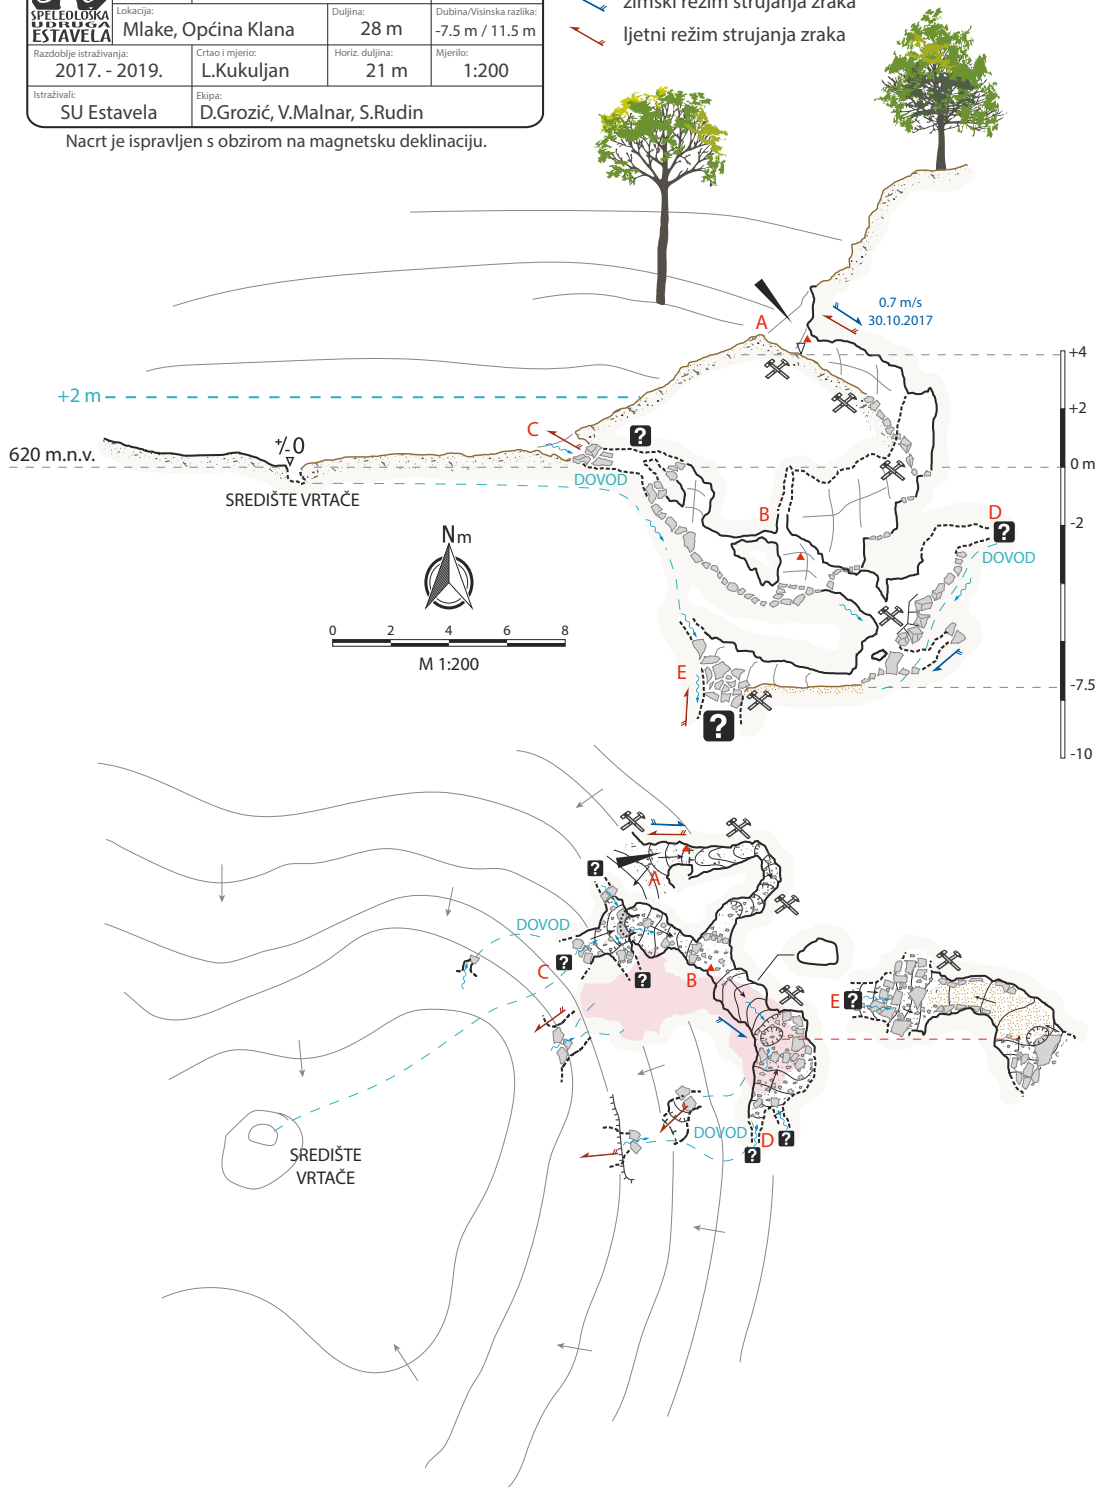 SPELEOLOŠKA
UDRUGA
ESTAVELA
Lokacija:
Mlake, Općina Klana
Duljina:
28 m
Dubina/Visinska razlika:
-7.5 m / 11.5 m
Razdoblje istraživanja:
2017. - 2019.
Crtao i mjerio:
L.Kukuljan
Horiz. duljina:
21 m
Mjerilo:
1:200
Istraživali:
SU Estavela
Ekipa:
D.Grozić, V.Malnar, S.Rudin
Nacrt je ispravljen s obzirom na magnetsku deklinaciju.
zimski režim strujanja zraka
ljetni režim strujanja zraka
0.7 m/s
30.10.2017
A
+4
+2 m
+2
C
?
+/-0
620 m.n.v.
0 m
DOVOD
SREDIŠTE VRTAČE
B
D
-2
?
DOVOD
Nm
0 2 4 6 8
M 1:200
E
-7.5
?
-10
A
?
DOVOD
C
?
?
B
E
?
DOVOD
D
?
?
SREDIŠTE
VRTAČE